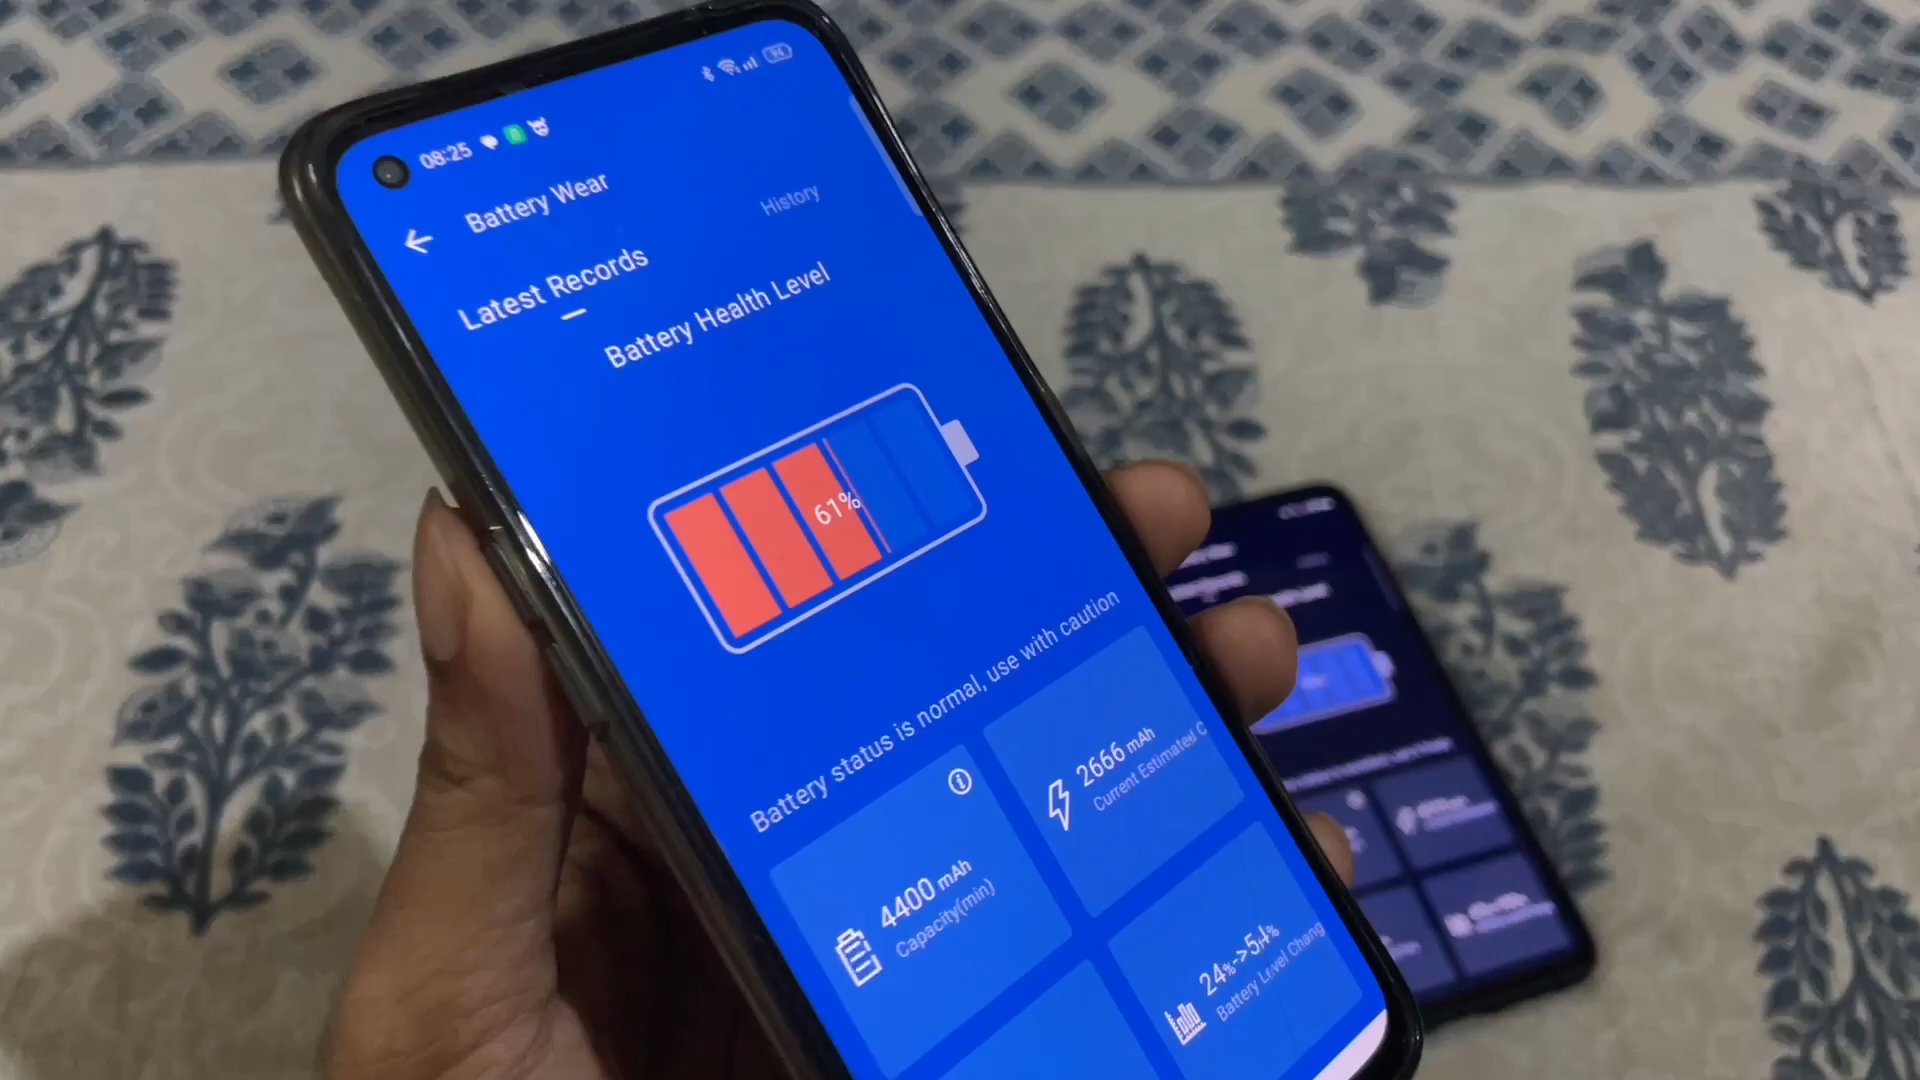 08:25
Battery Wear
Latest Records
History
Battery Health Level
61%
Battery status is normal, use with caution
4400 mAh
Capacity(min)
2666 mAh
Current Estimated C
24%->54%
Battery Level Chang